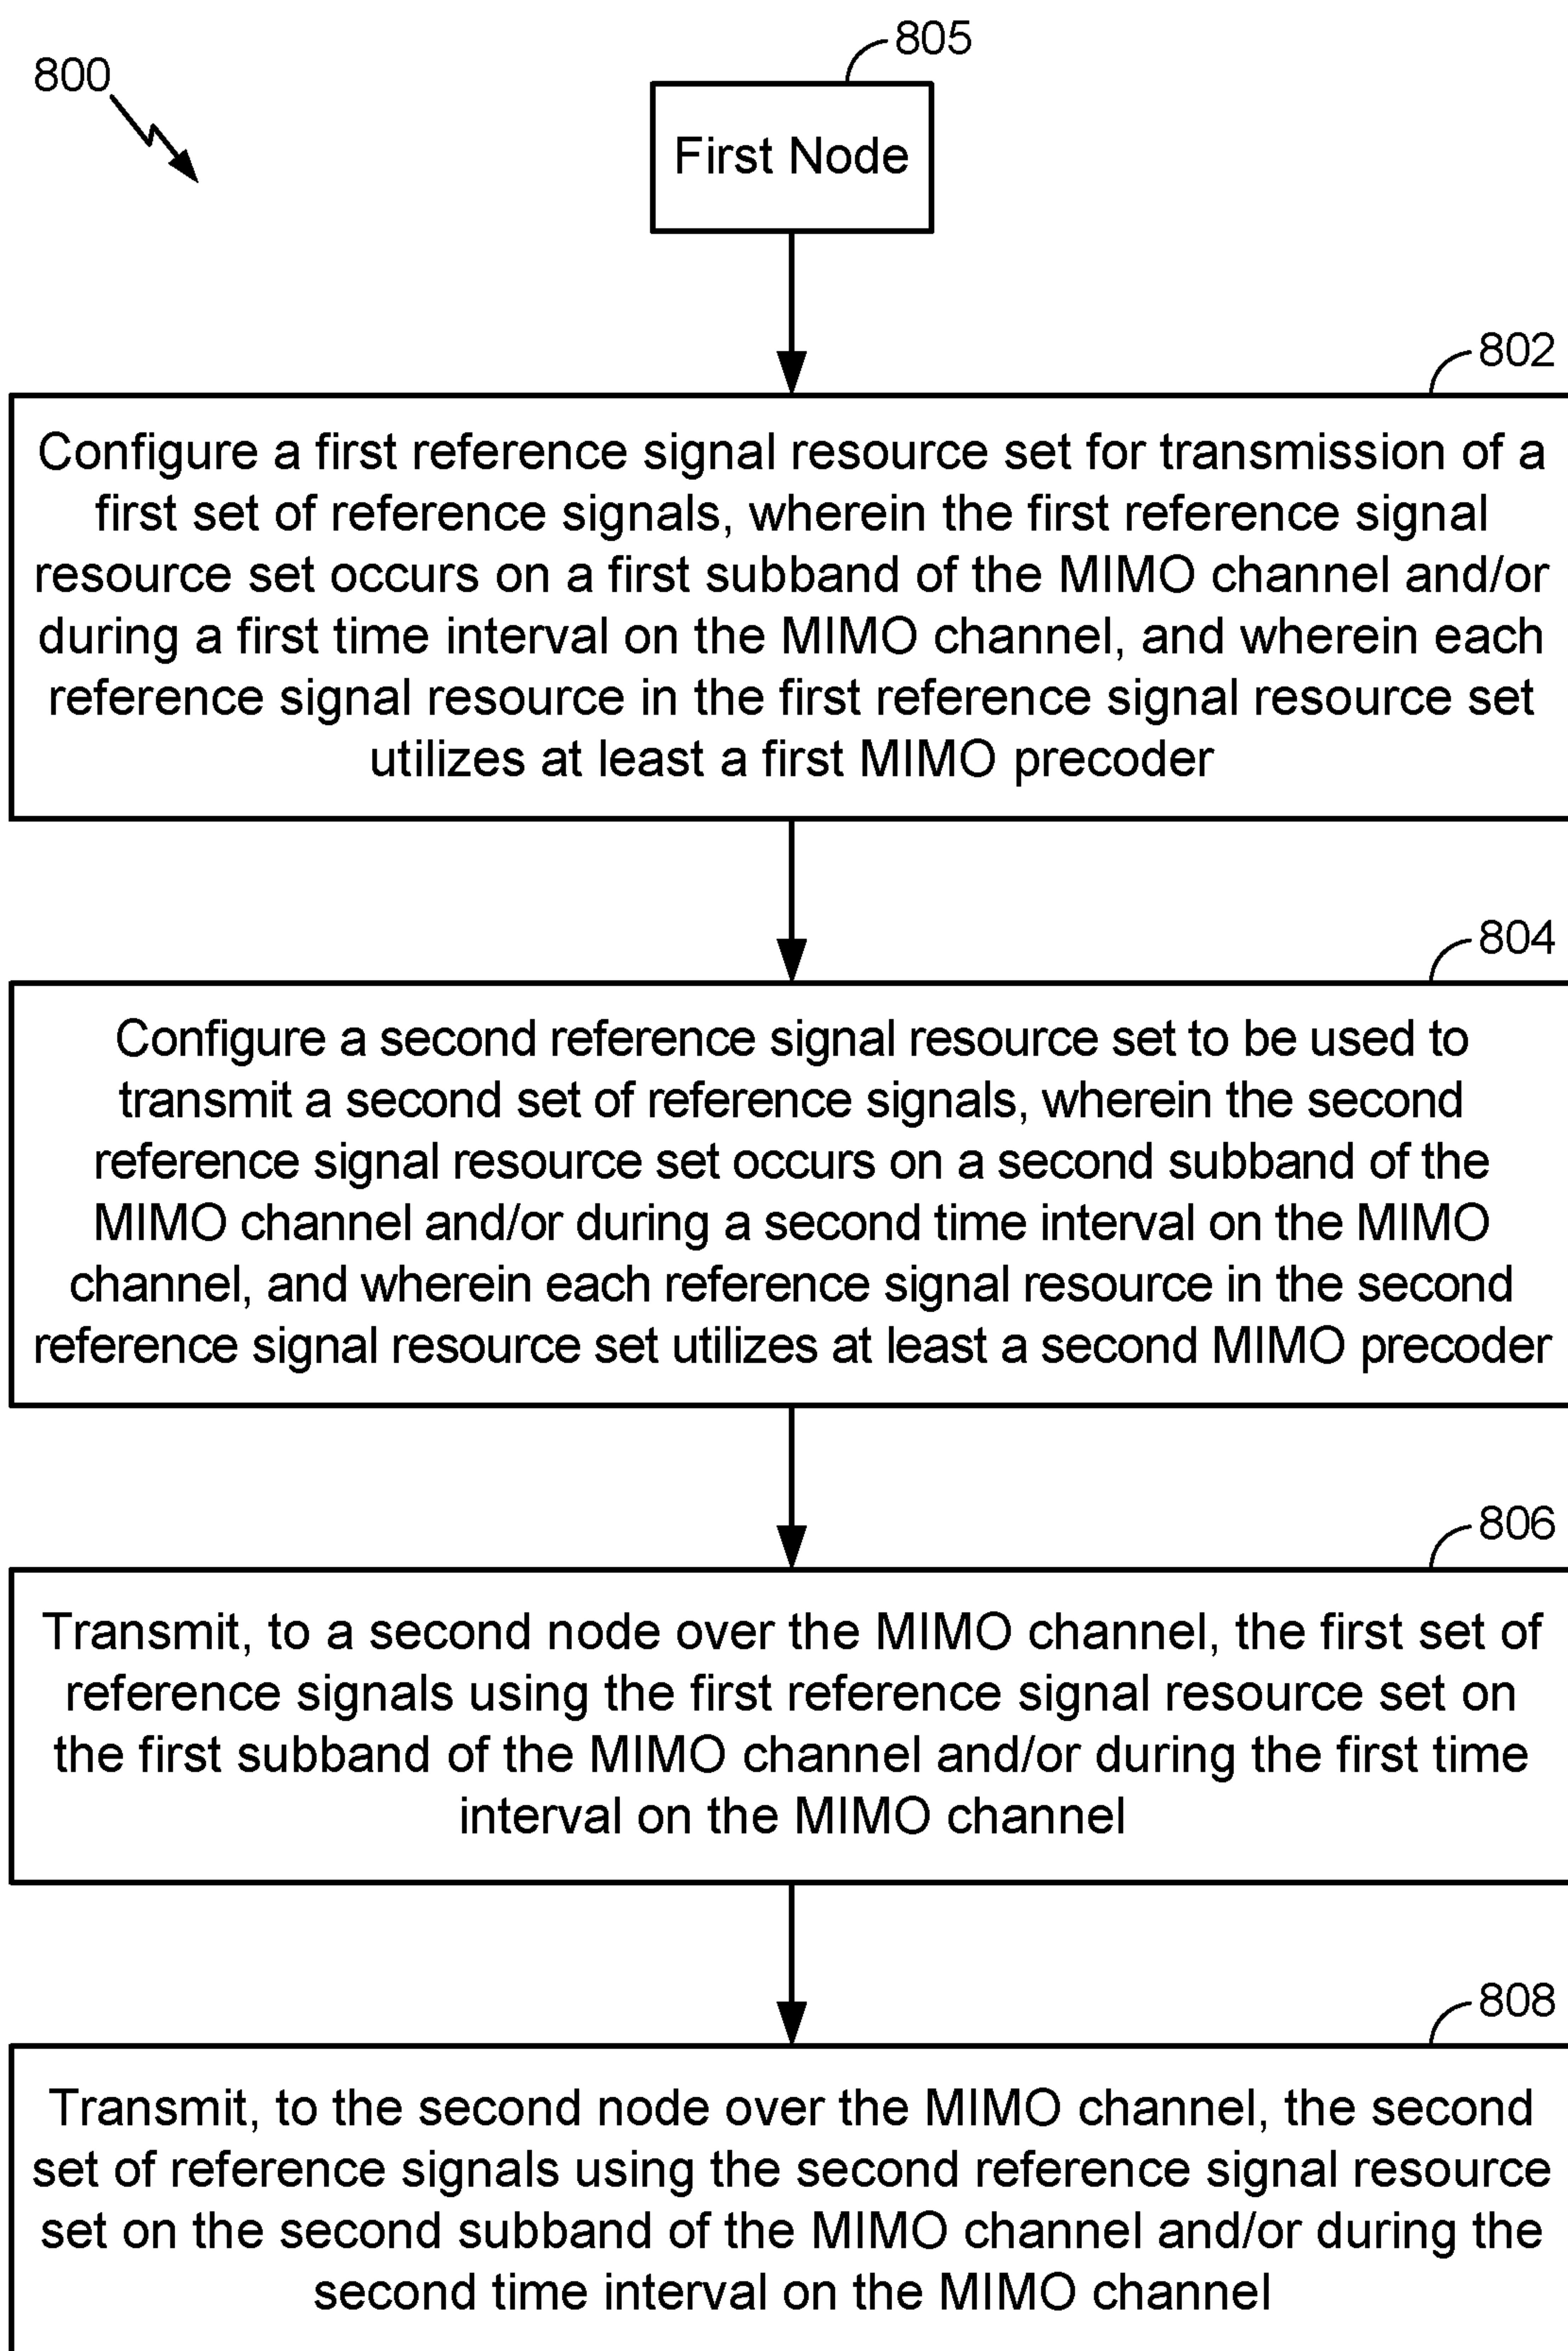 805
800
First Node
802
Configure a first reference signal resource set for transmission of a
first set of reference signals, wherein the first reference signal
resource set occurs on a first subband of the MIMO channel and/or
during a first time interval on the MIMO channel, and wherein each
reference signal resource in the first reference signal resource set
utilizes at least a first MIMO precoder
804
Configure a second reference signal resource set to be used to
transmit a second set of reference signals, wherein the second
reference signal resource set occurs on a second subband of the
MIMO channel and/or during a second time interval on the MIMO
channel, and wherein each reference signal resource in the second
reference signal resource set utilizes at least a second MIMO precoder
806
Transmit, to a second node over the MIMO channel, the first set of
reference signals using the first reference signal resource set on
the first subband of the MIMO channel and/or during the first time
interval on the MIMO channel
808
Transmit, to the second node over the MIMO channel, the second
set of reference signals using the second reference signal resource
set on the second subband of the MIMO channel and/or during the
second time interval on the MIMO channel